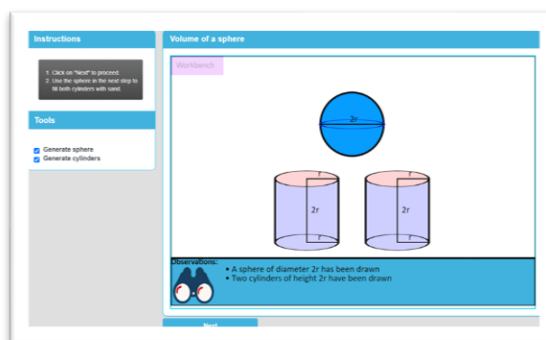 Instructions
1. Click on "Next" to proceed.
2. Use the sphere in the next step to
fill both cylinders with sand.
Tools
Generate sphere
Generate cylinders
Volume of a sphere
Workbench
2r
r
r
2r
2r
r
r
Observations:
• A sphere of diameter 2r has been drawn
• Two cylinders of height 2r have been drawn
Next